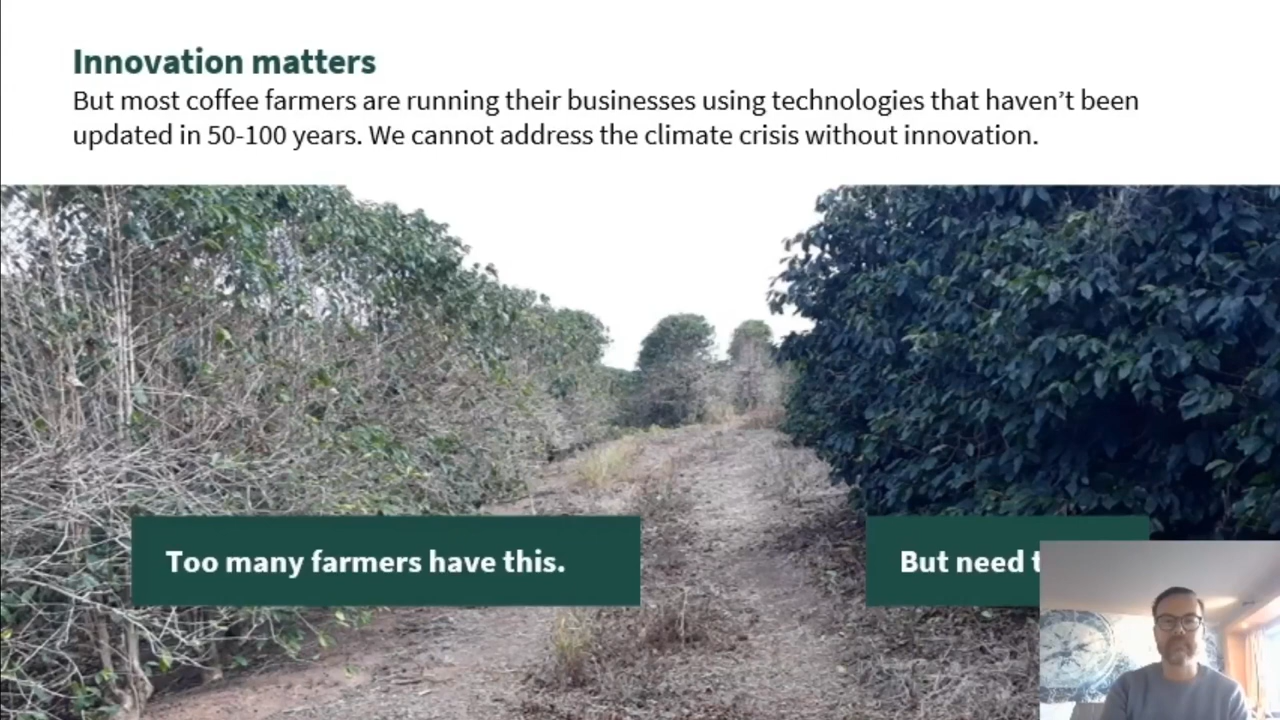 Innovation matters
But most coffee farmers are running their businesses using technologies that haven’t been
updated in 50-100 years. We cannot address the climate crisis without innovation.
Too many farmers have this.
But need